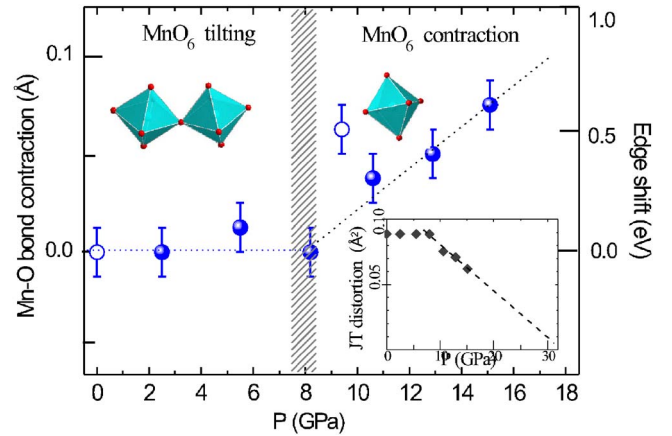 MnO6 tilting
MnO6 contraction
0.1
0.0
Mn-O bond contraction (Å)
1.0
0.5
0.0
Edge shift (eV)
0.10
0.05
JT distortion (Å²)
0 10 20 30
P (GPa)
0 2 4 6 8 10 12 14 16 18
P (GPa)